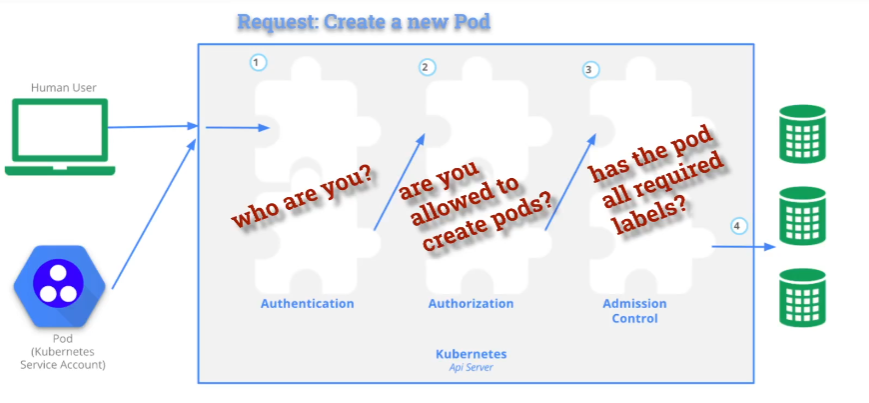 Request: Create a new Pod
1
2
3
Human User
who are you?
are you
allowed to
create pods?
has the pod
all required
labels?
4
Authentication
Authorization
Admission
Control
Pod
(Kubernetes
Service Account)
Kubernetes
Api Server